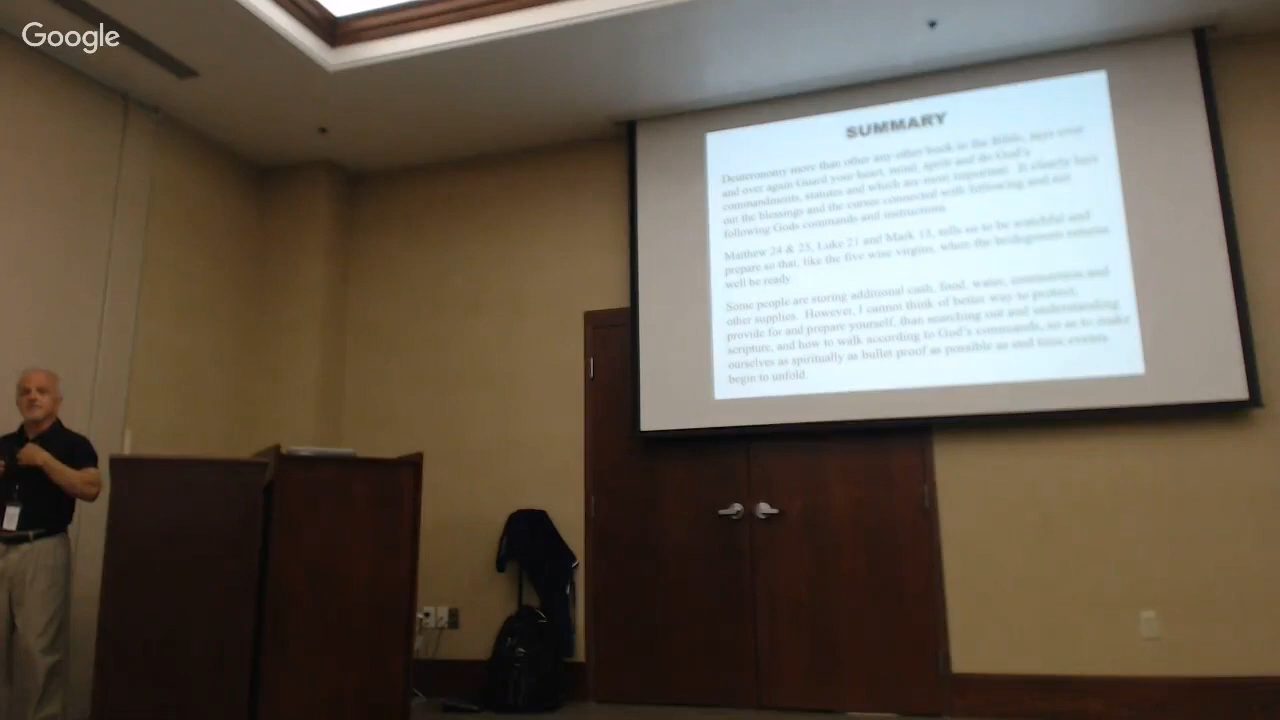 Google
SUMMARY
Deuteronomy more than other any other book in the Bible, says over
and over again Guard your heart, mind, spirit and do God's
commandments, statutes and which are most important. It clearly lays
out the blessings and the curses connected with following and not
following Gods commands and instructions
Matthew 24 & 25, Luke 21 and Mark 13, tells us to be watchful and
prepare so that, like the five wise virgins, when the bridegroom returns
well be ready.
Some people are storing additional cash, food, water, ammunition and
other supplies. However, I cannot think of better way to protect,
provide for and prepare yourself, than searching out and understanding
scripture, and how to walk according to God's commands, so as to make
ourselves as spiritually as bullet proof as possible as end time events
begin to unfold.